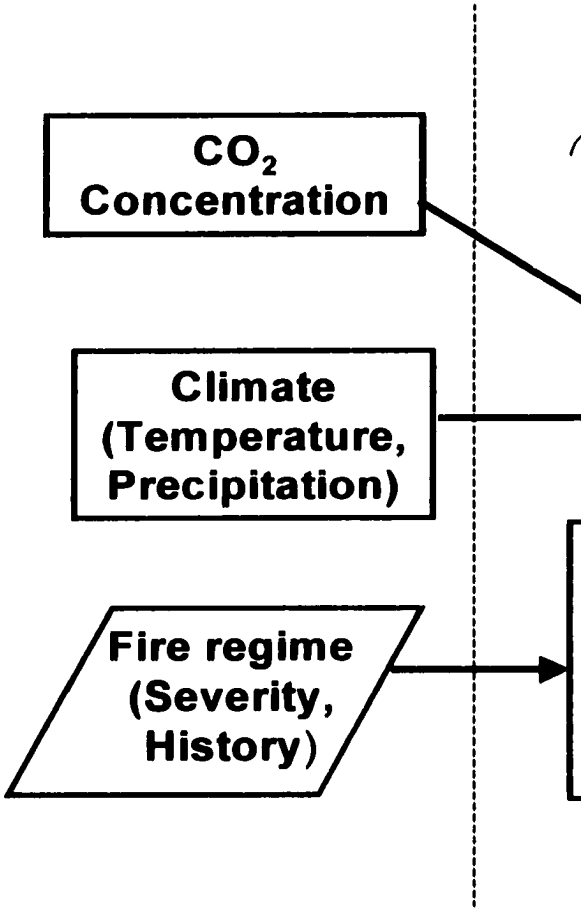 CO₂
Concentration
Climate
(Temperature,
Precipitation)
Fire regime
(Severity,
History)